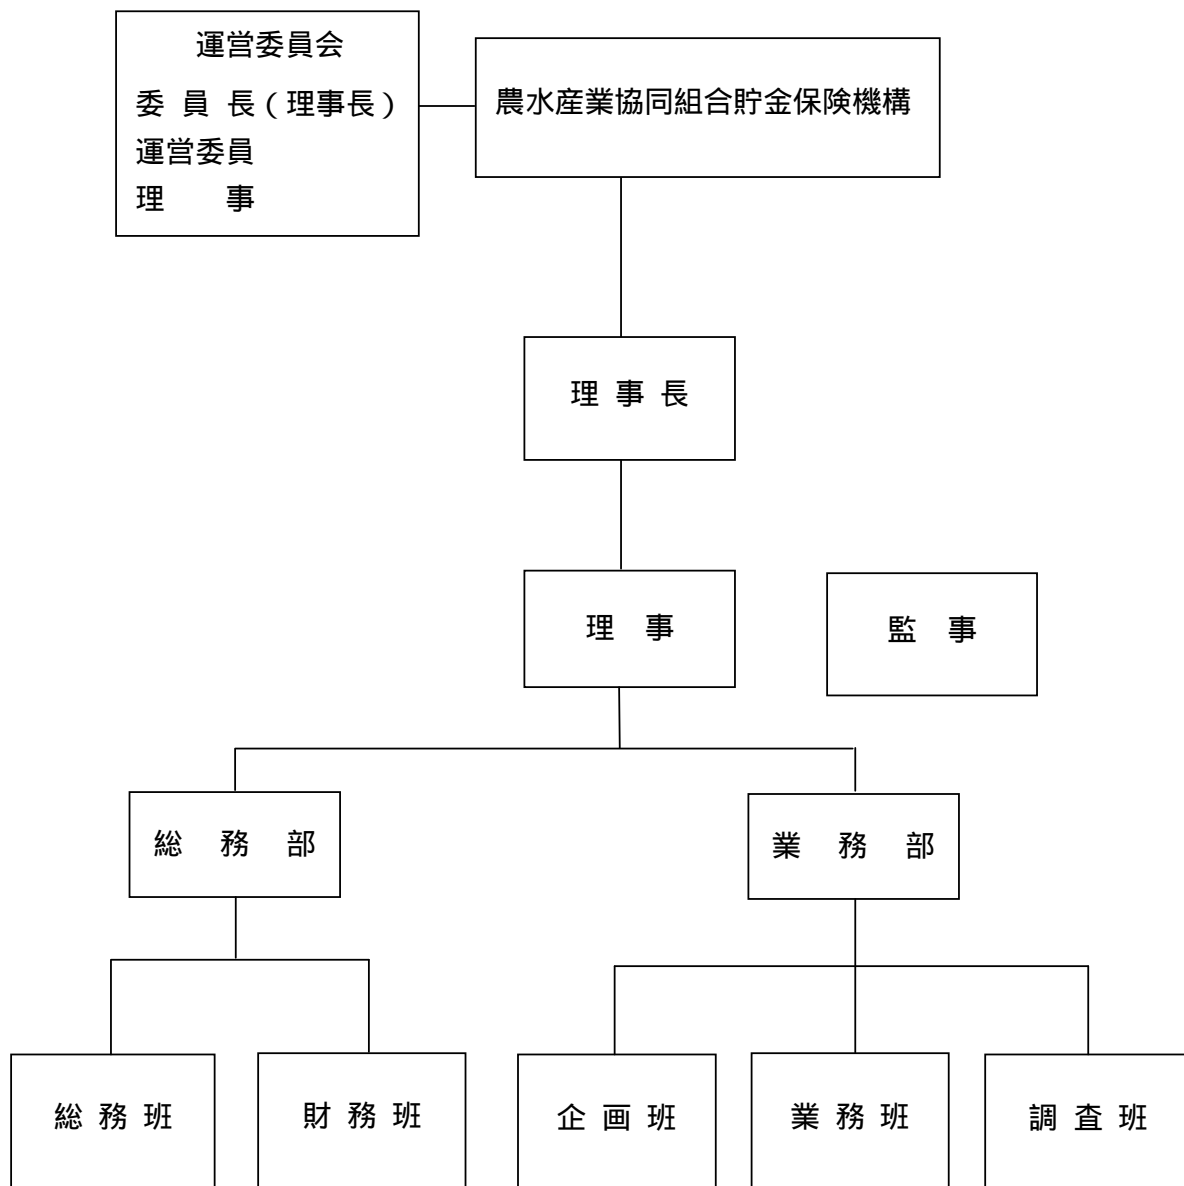 運営委員会
委員長(理事長)
運営委員
理事
農水産業協同組合貯金保険機構
理事長
理事
監事
総務部
業務部
総務班
財務班
企画班
業務班
調査班